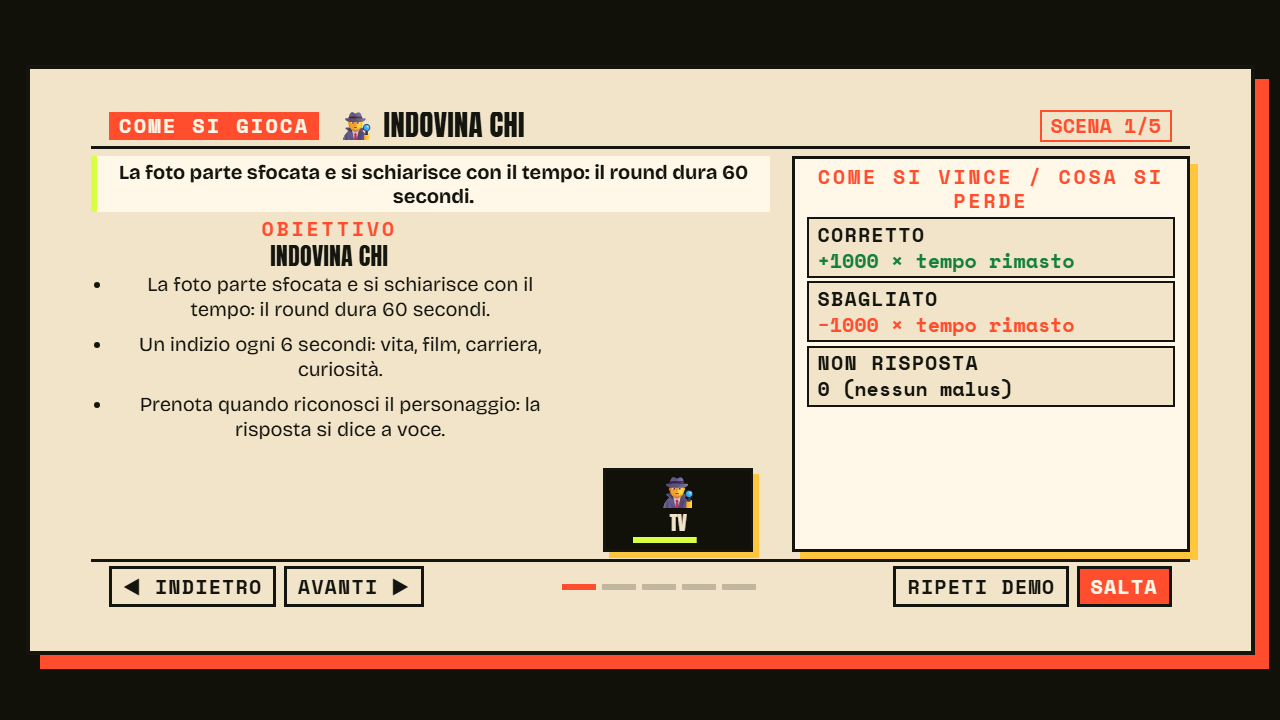 COME SI GIOCA
INDOVINA CHI
SCENA 1/5
La foto parte sfocata e si schiarisce con il tempo: il round dura 60
secondi.
OBIETTIVO
INDOVINA CHI
• La foto parte sfocata e si schiarisce con il
tempo: il round dura 60 secondi.
• Un indizio ogni 6 secondi: vita, film, carriera,
curiosità.
• Prenota quando riconosci il personaggio: la
risposta si dice a voce.
TV
COME SI VINCE / COSA SI
PERDE
CORRETTO
+1000 × tempo rimasto
SBAGLIATO
−1000 × tempo rimasto
NON RISPOSTA
0 (nessun malus)
◀ INDIETRO
AVANTI ▶
RIPETI DEMO
SALTA